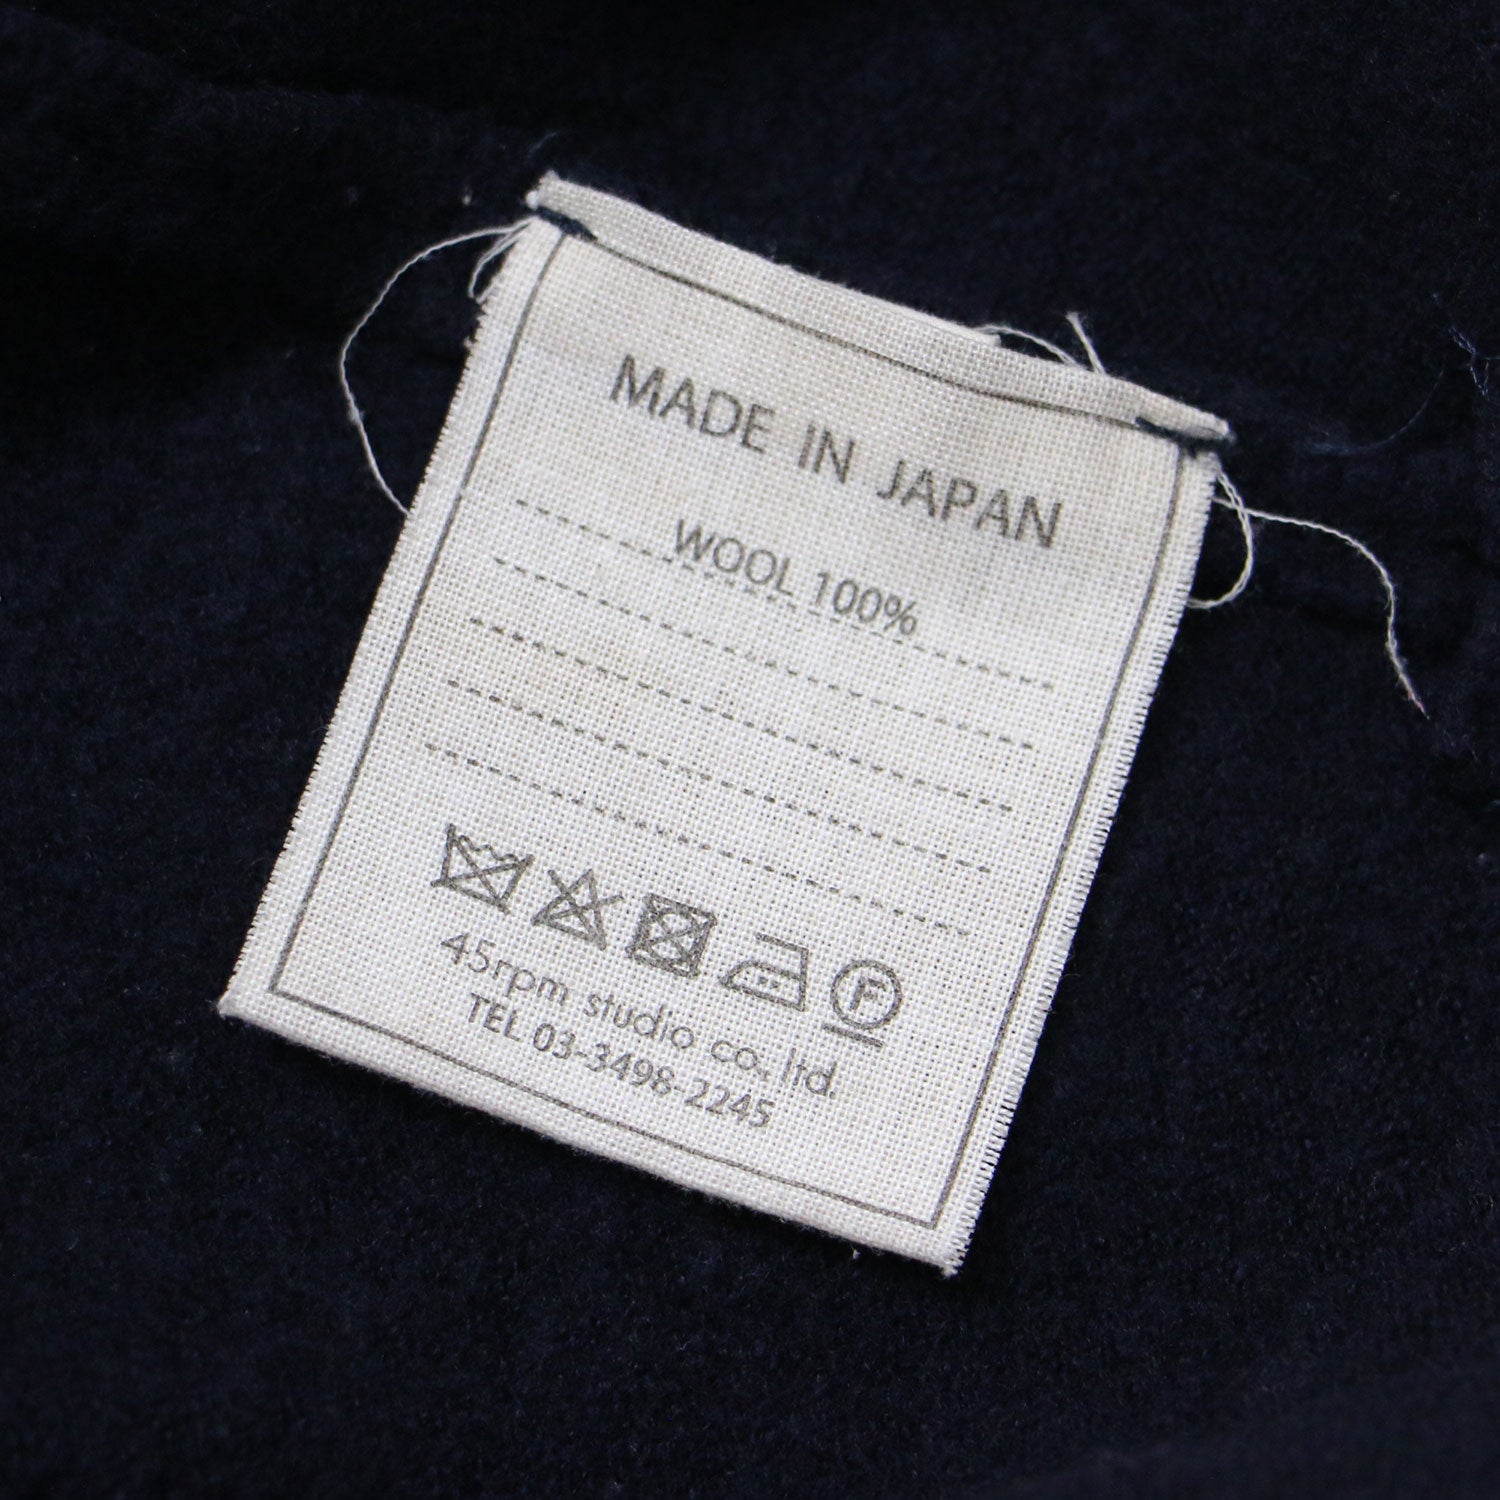 MADE IN JAPAN
WOOL 100%
F
45rpm studio co., ltd.
TEL 03-3498-2245